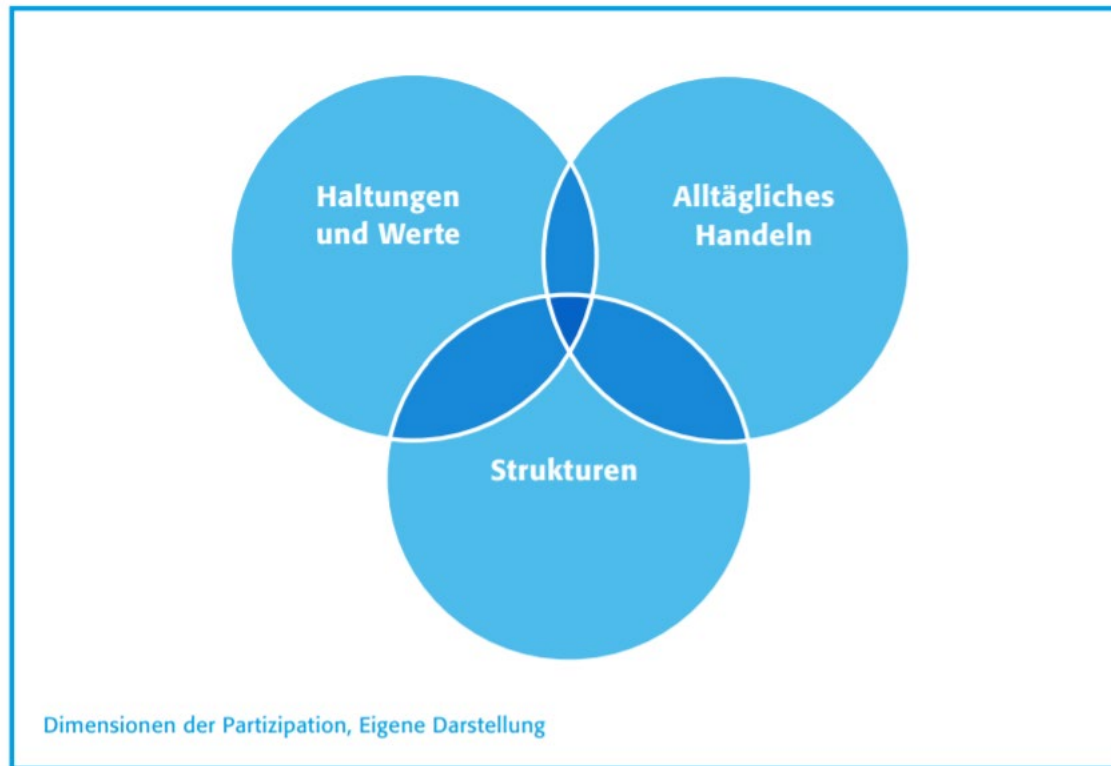 Haltungen
und Werte
Alltägliches
Handeln
Strukturen
Dimensionen der Partizipation, Eigene Darstellung